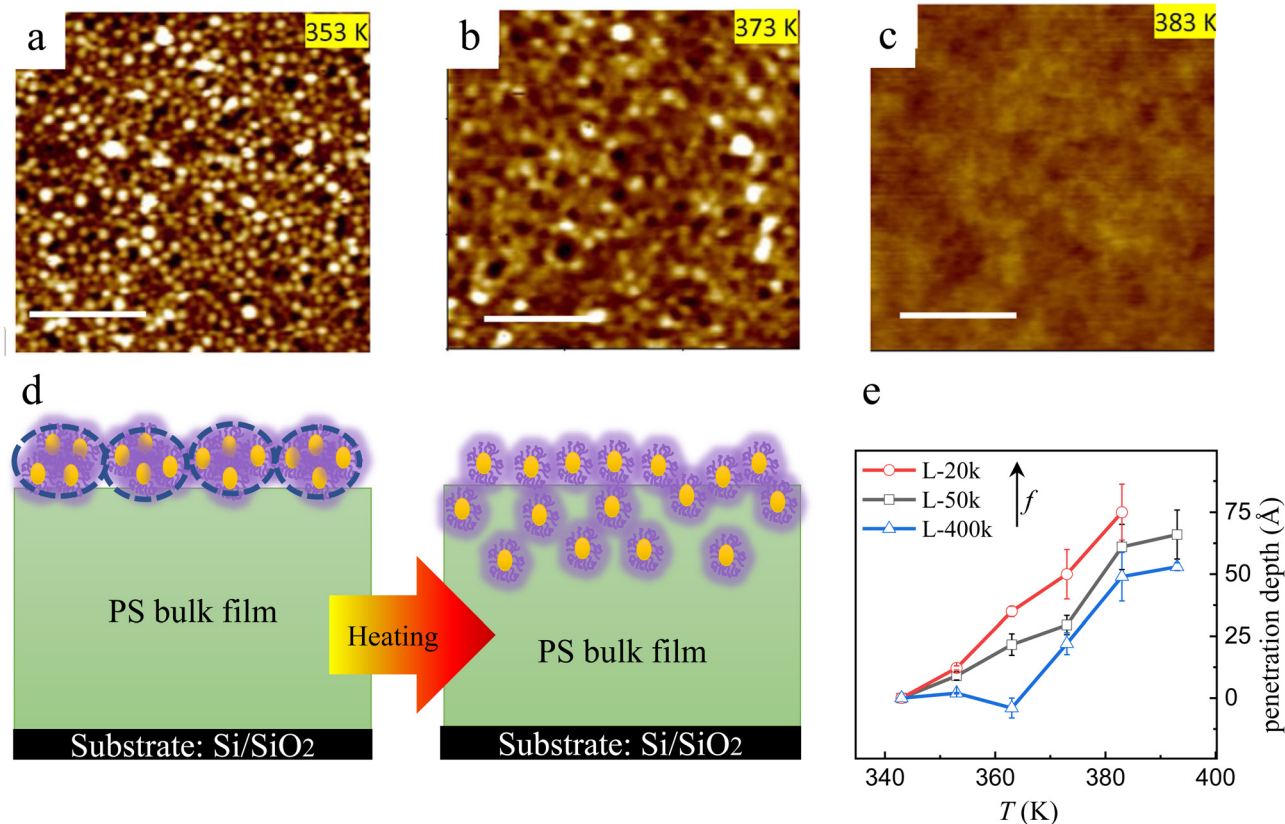 a
353 K
b
373 K
c
383 K
d
PS bulk film
Heating
PS bulk film
Substrate: Si/SiO2
Substrate: Si/SiO2
e
L-20k
L-50k
L-400k
f
75
50
25
0
penetration depth (Å)
340
360
380
400
T (K)